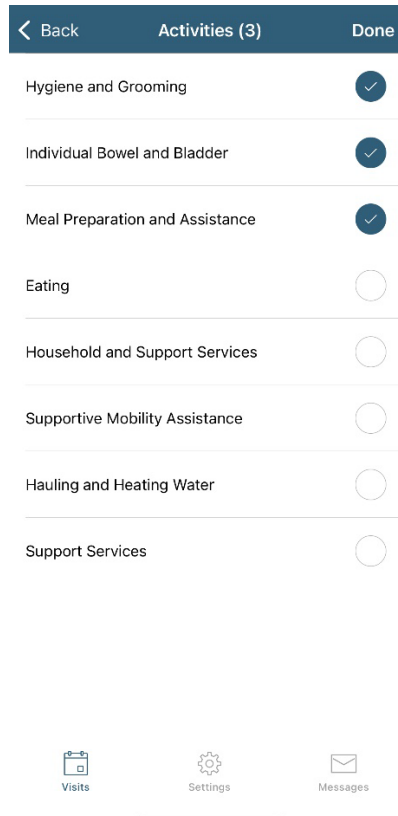 Back Activities (3) Done
Hygiene and Grooming
Individual Bowel and Bladder
Meal Preparation and Assistance
Eating
Household and Support Services
Supportive Mobility Assistance
Hauling and Heating Water
Support Services
Visits Settings Messages